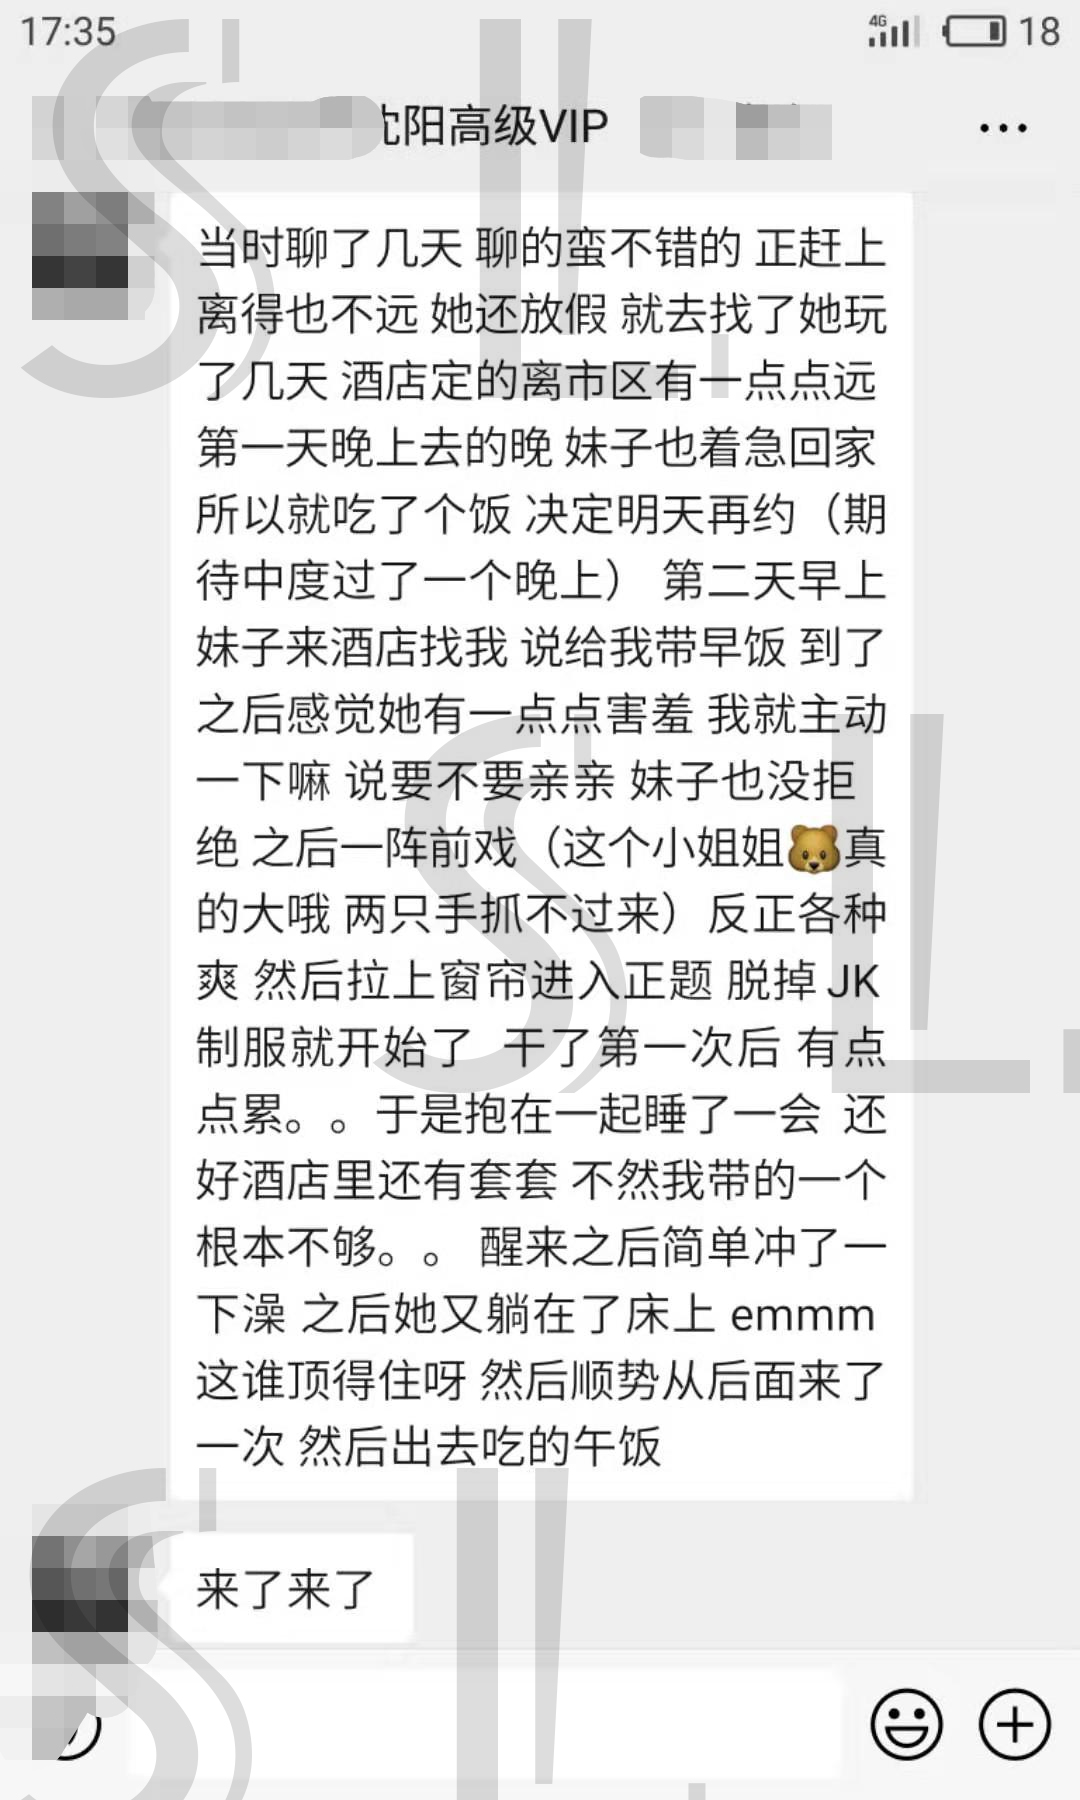 17:35
4G
18
沈阳高级VIP
当时聊了几天 聊的蛮不错的 正赶上
离得也不远 她还放假 就去找了她玩
了几天 酒店定的离市区有一点点远
第一天晚上去的晚 妹子也着急回家
所以就吃了个饭 决定明天再约（期
待中度过了一个晚上） 第二天早上
妹子来酒店找我 说给我带早饭 到了
之后感觉她有一点点害羞 我就主动
一下嘛 说要不要亲亲 妹子也没拒
绝 之后一阵前戏（这个小姐姐🐻真
的大哦 两只手抓不过来）反正各种
爽 然后拉上窗帘进入正题 脱掉 JK
制服就开始了 干了第一次后 有点
点累。。于是抱在一起睡了一会 还
好酒店里还有套套 不然我带的一个
根本不够。。 醒来之后简单冲了一
下澡 之后她又躺在了床上 emmm
这谁顶得住呀 然后顺势从后面来了
一次 然后出去吃的午饭
来了来了
SL
SL
SL